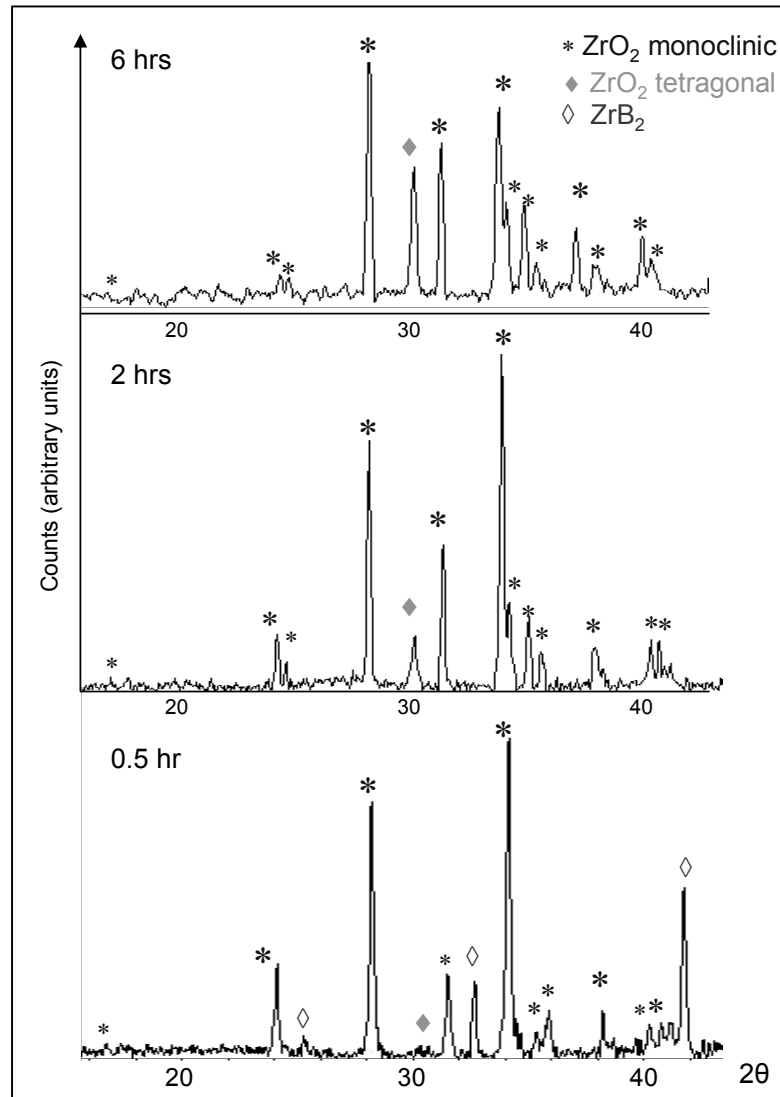 6 hrs
* ZrO₂ monoclinic
♦ ZrO₂ tetragonal
◊ ZrB₂
20 30 40
2 hrs
Counts (arbitrary units)
20 30 40
0.5 hr
20 30 40 2θ